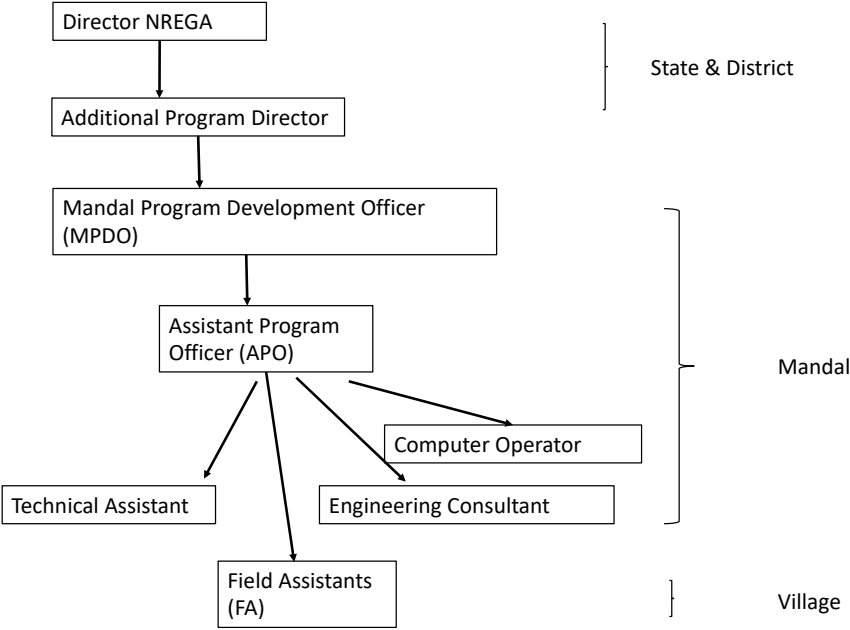 Director NREGA
State & District
Additional Program Director
Mandal Program Development Officer
(MPDO)
Assistant Program
Officer (APO)
Mandal
Computer Operator
Technical Assistant
Engineering Consultant
Field Assistants
(FA)
Village